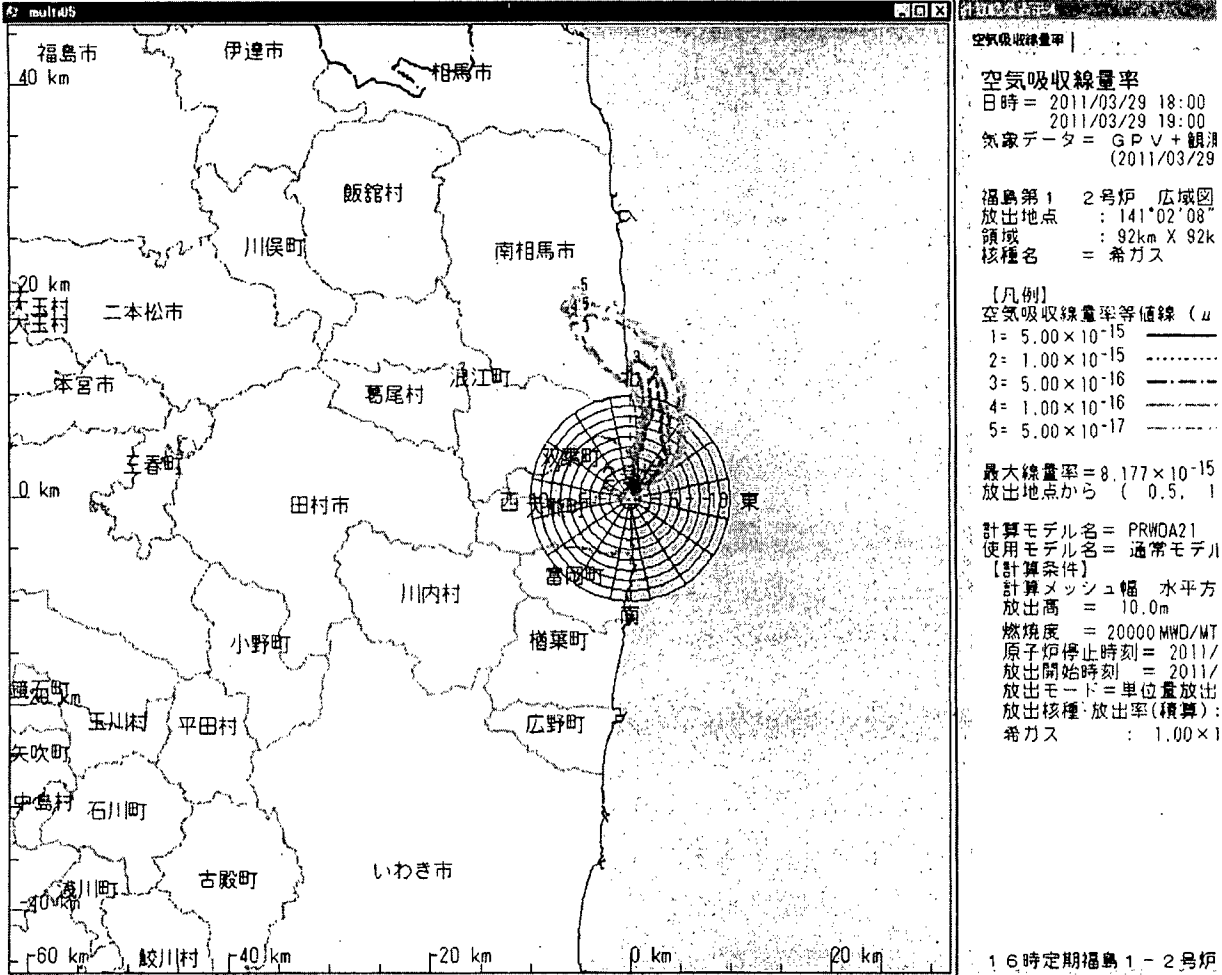 multi05
福島市
伊達市
相馬市
40 km
飯舘村
川俣町
南相馬市
20 km
大玉村
二本松市
大玉村
5
4
5
3
本宮市
葛尾村
浪江町
三春町
双葉町
0 km
田村市
西
東
富岡町
川内村
南
小野町
楢葉町
鏡石町
玉川村
平田村
広野町
矢吹町
中島村
石川町
いわき市
古殿町
浅川町
-40 km
-60 km
鮫川村
-40 km
-20 km
0 km
20 km
空気吸収線量率
空気吸収線量率
日時= 2011/03/29 18:00
2011/03/29 19:00
気象データ= GPV+観測
(2011/03/29
福島第1 2号炉 広域図
放出地点 : 141°02'08"
領域 : 92km X 92k
核種名 = 希ガス
【凡例】
空気吸収線量率等値線 (μ
1= 5.00×10-15
2= 1.00×10-15
3= 5.00×10-16
4= 1.00×10-16
5= 5.00×10-17
最大線量率=8.177×10-15
放出地点から ( 0.5, 1
計算モデル名= PRWDA21
使用モデル名= 通常モデル
【計算条件】
計算メッシュ幅 水平方
放出高 = 10.0m
燃焼度 = 20000MWD/MT
原子炉停止時刻= 2011/
放出開始時刻 = 2011/
放出モード=単位量放出
放出核種・放出率(積算):
希ガス : 1.00×1
16時定期福島1-2号炉